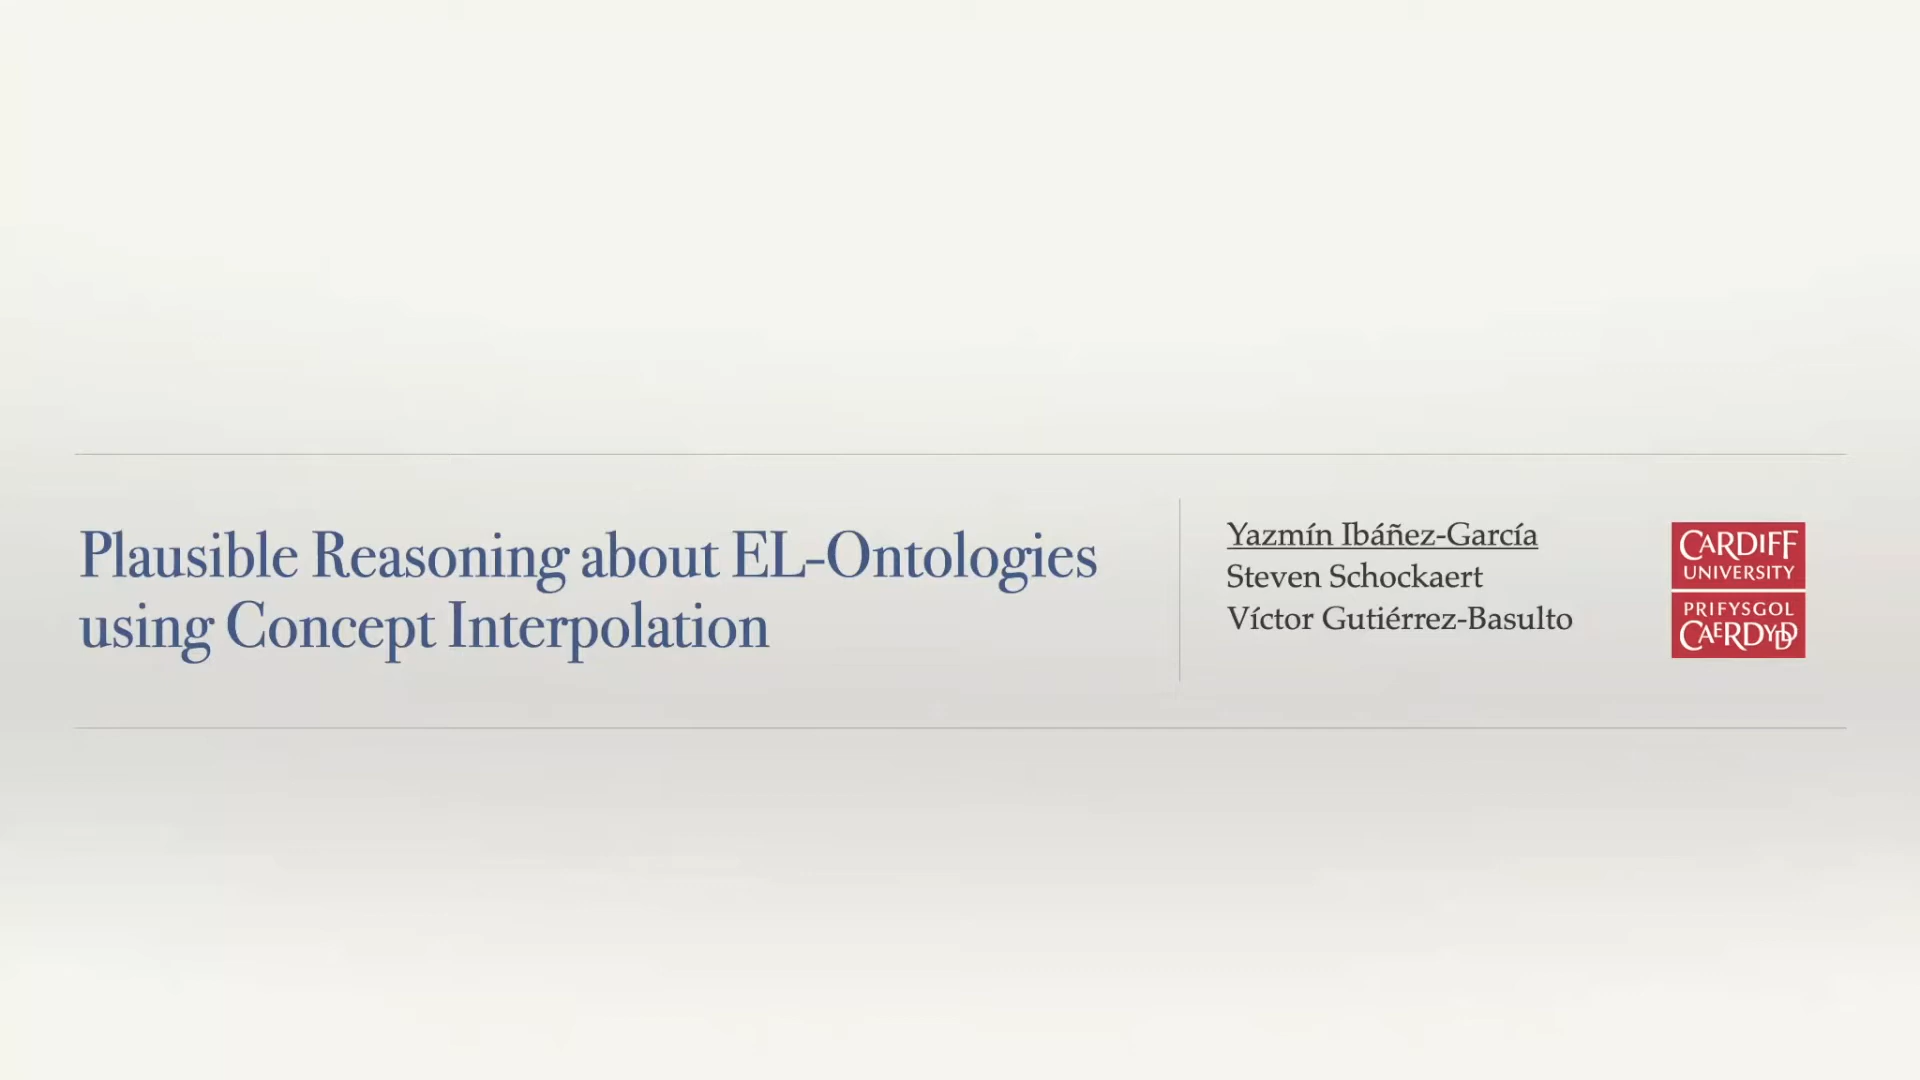 Plausible Reasoning about EL-Ontologies
using Concept Interpolation
Yazmín Ibáñez-García
Steven Schockaert
Víctor Gutiérrez-Basulto
CARDIFF
UNIVERSITY
PRIFYSGOL
CAERDYDD